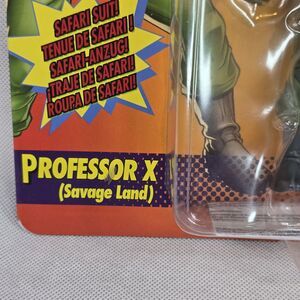 SAFARI SUIT!
TENUE DE SAFARI !
SAFARI-ANZUG!
TRAJE DE SAFARI!
ROUPA DE SAFARI!
PROFESSOR X
(Savage Land)